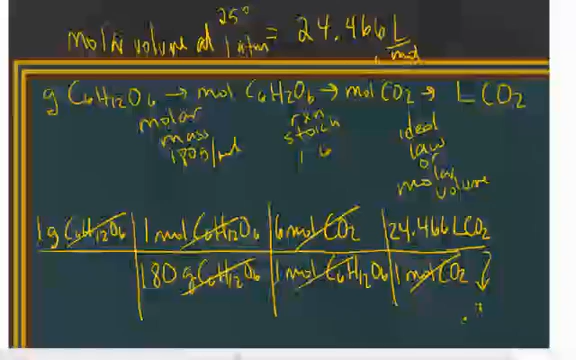 molar volume at 25° 1 atm = 24.466 L/mol
g C6H12O6 → mol C6H12O6 → mol CO2 → L CO2
molar mass 180g/mol
rxn stoich 1 6
ideal law or molar volume
1g C6H12O6 | 1 mol C6H12O6 | 6 mol CO2 | 24.466 L CO2
180 g C6H12O6 | 1 mol C6H12O6 | 1 mol CO2